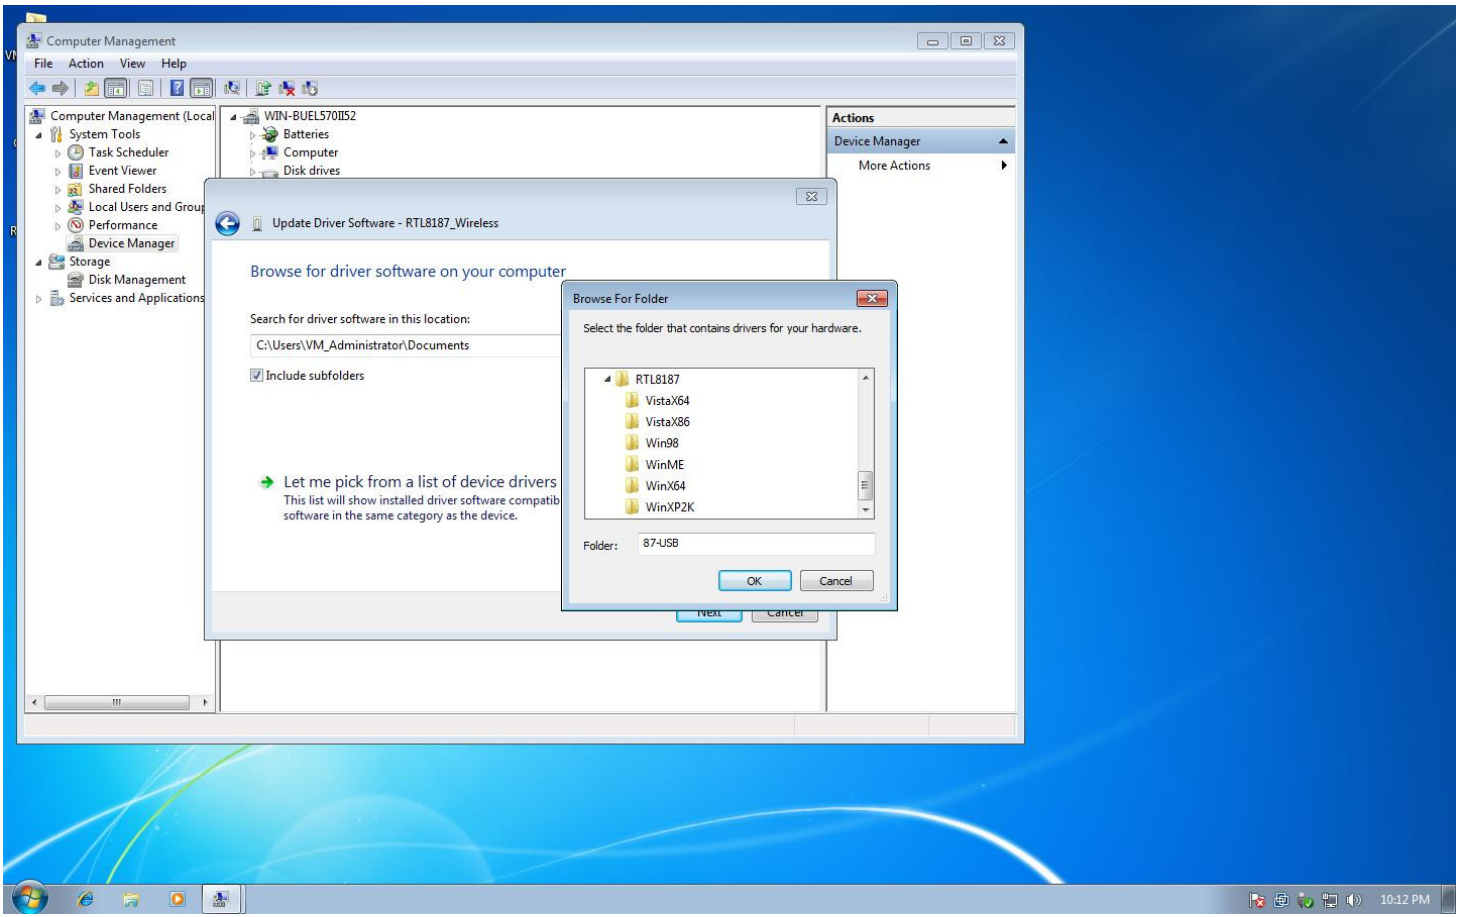 VM
Computer Management
File Action View Help
Computer Management (Local
System Tools
Task Scheduler
Event Viewer
Shared Folders
Local Users and Group
Performance
Device Manager
Storage
Disk Management
Services and Applications
WIN-BUEL570II52
Batteries
Computer
Disk drives
Actions
Device Manager
More Actions
R
Update Driver Software - RTL8187_Wireless
Browse for driver software on your computer
Search for driver software in this location:
C:\Users\VM_Administrator\Documents
Include subfolders
Let me pick from a list of device drivers
This list will show installed driver software compatib
software in the same category as the device.
Next Cancel
Browse For Folder
Select the folder that contains drivers for your hardware.
RTL8187
VistaX64
VistaX86
Win98
WinME
WinX64
WinXP2K
Folder: 87-USB
OK Cancel
10:12 PM